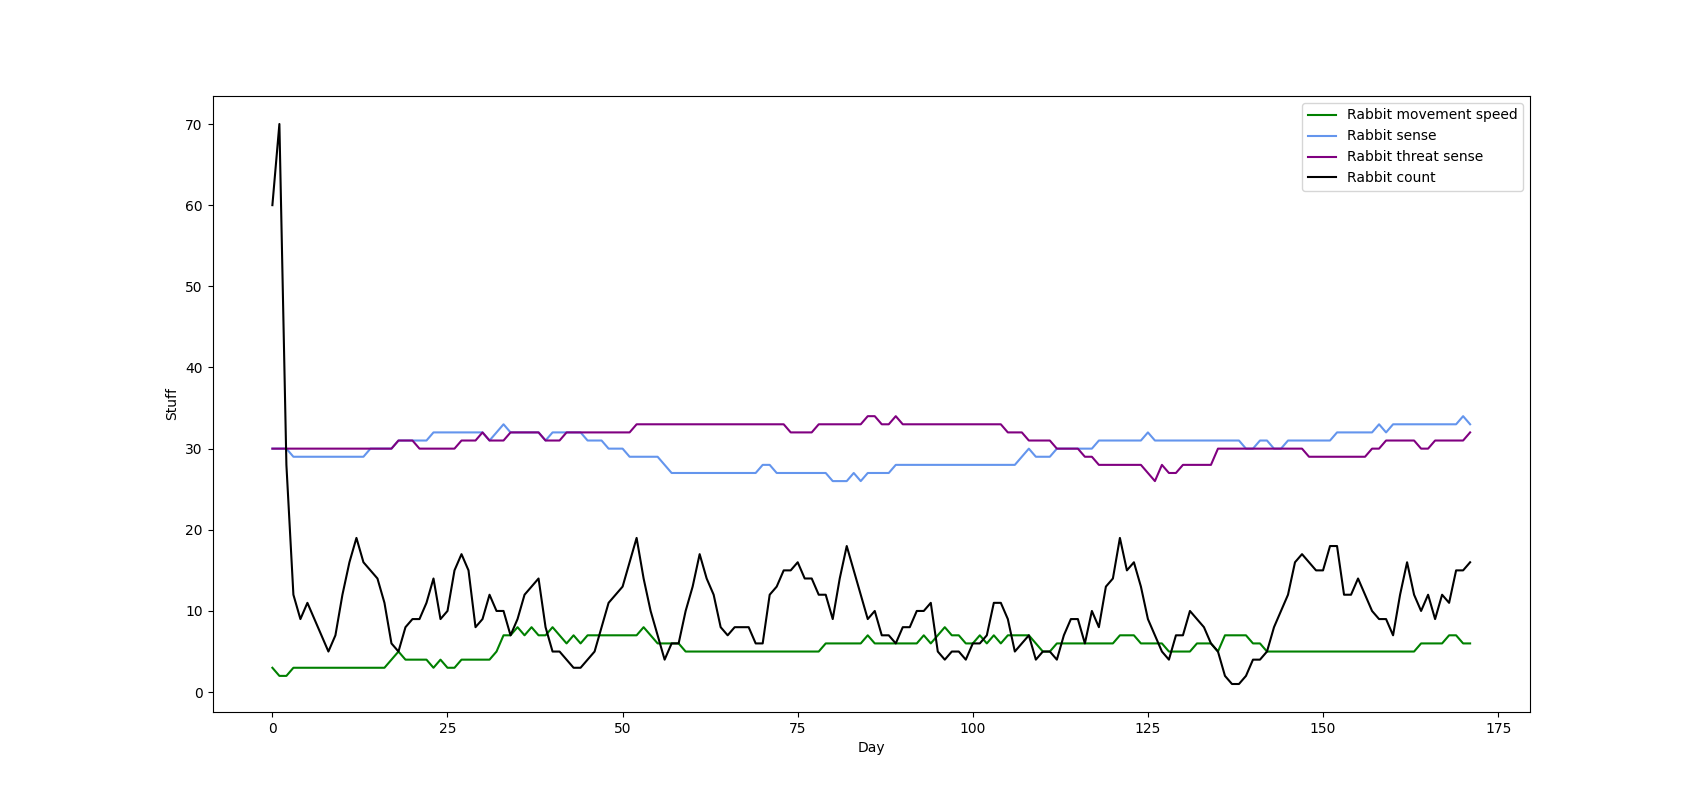 Rabbit movement speed
Rabbit sense
Rabbit threat sense
Rabbit count
70
60
50
40
30
20
10
0
Stuff
0 25 50 75 100 125 150 175
Day